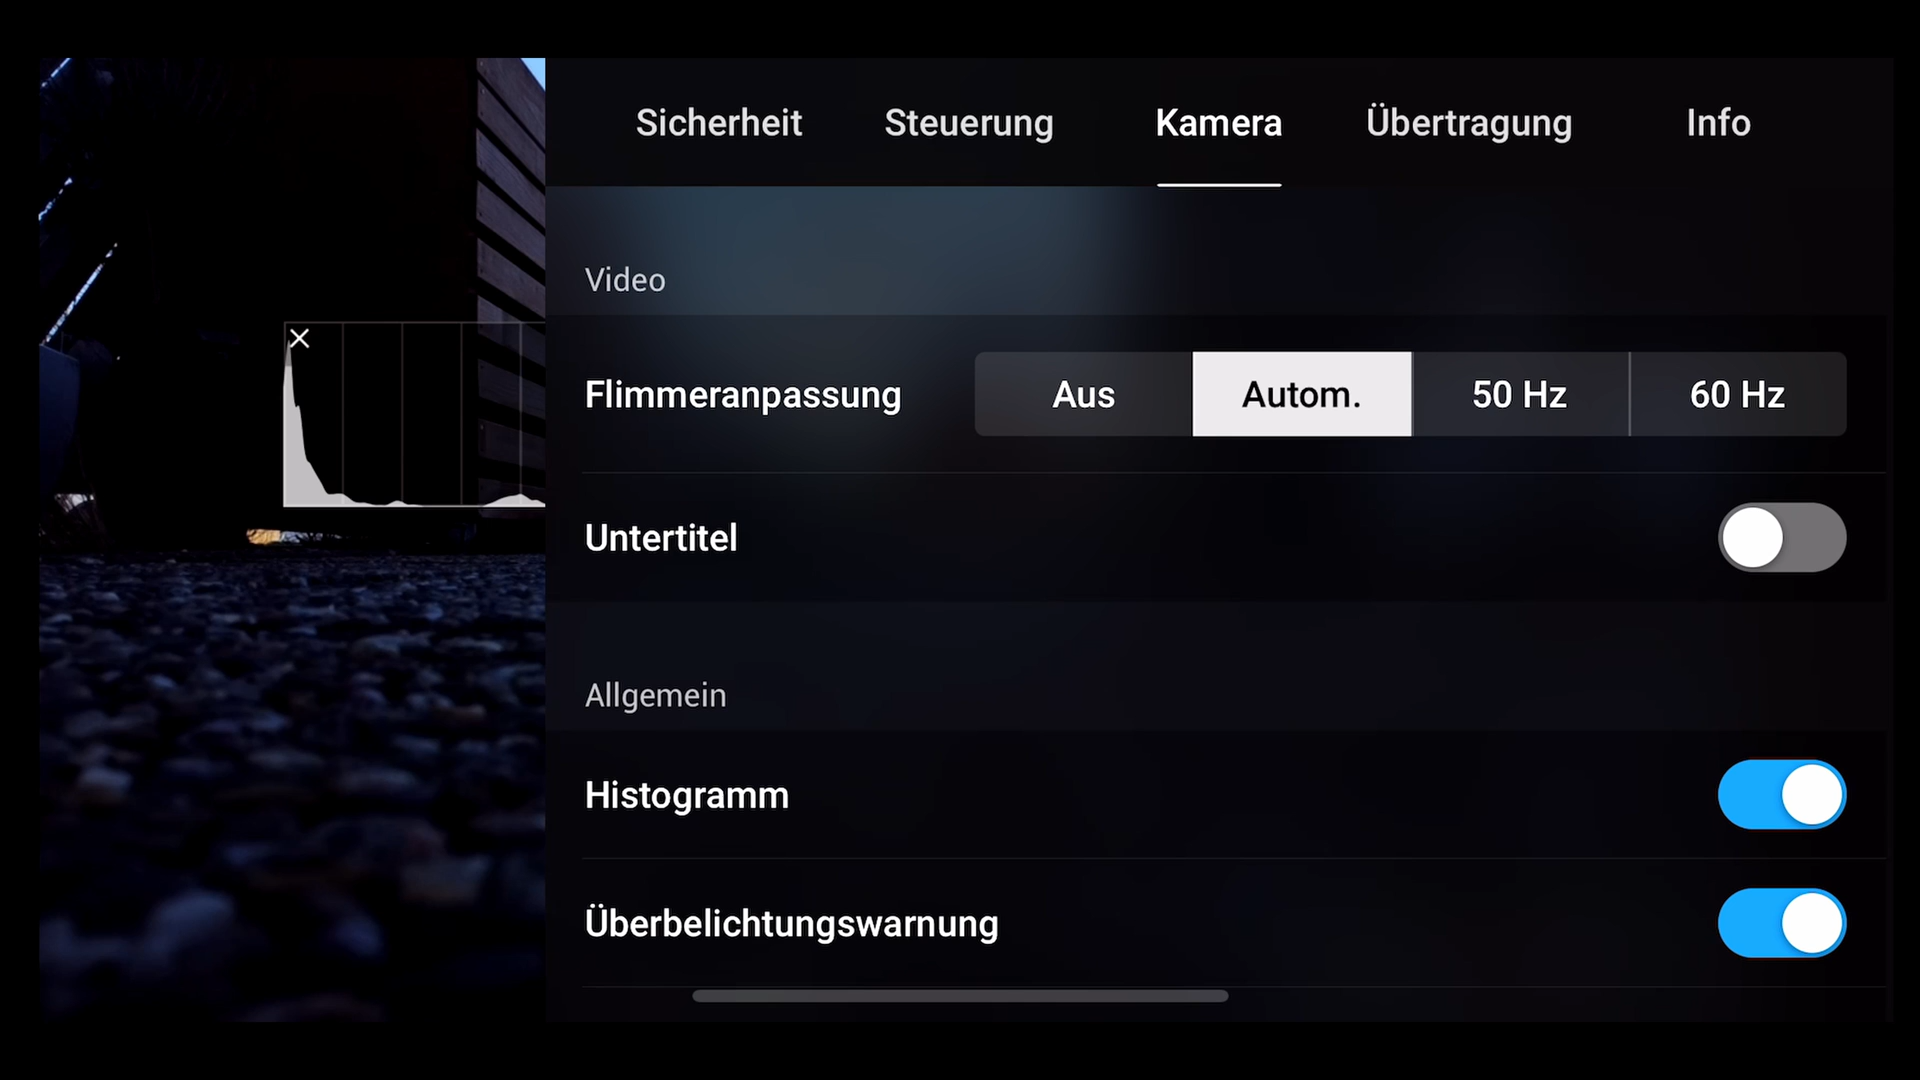 Sicherheit Steuerung Kamera Übertragung Info
Video
Flimmeranpassung Aus Autom. 50 Hz 60 Hz
Untertitel
Allgemein
Histogramm
Überbelichtungswarnung